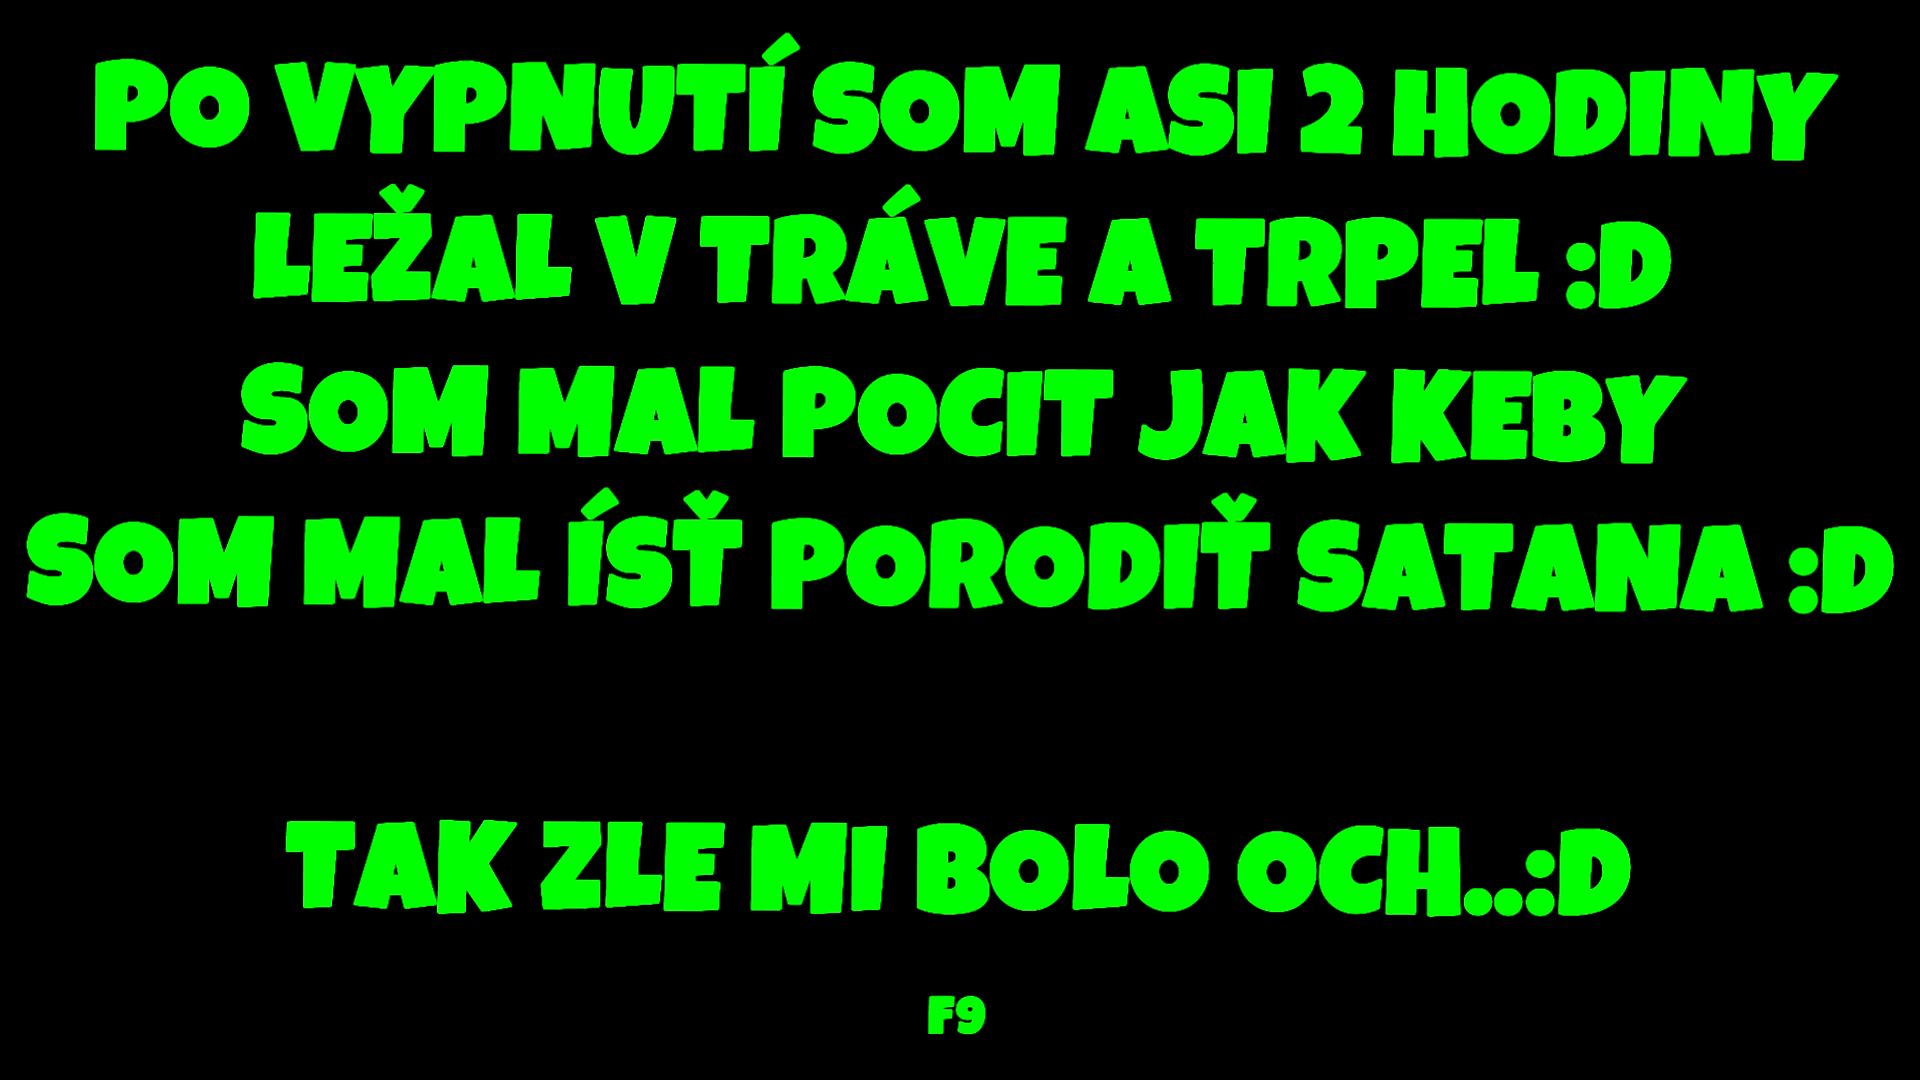 PO VYPNUTÍ SOM ASI 2 HODINY
LEŽAL V TRÁVE A TRPEL :D
SOM MAL POCIT JAK KEBY
SOM MAL ÍSŤ PORODIŤ SATANA :D
TAK ZLE MI BOLO OCH..:D
F9